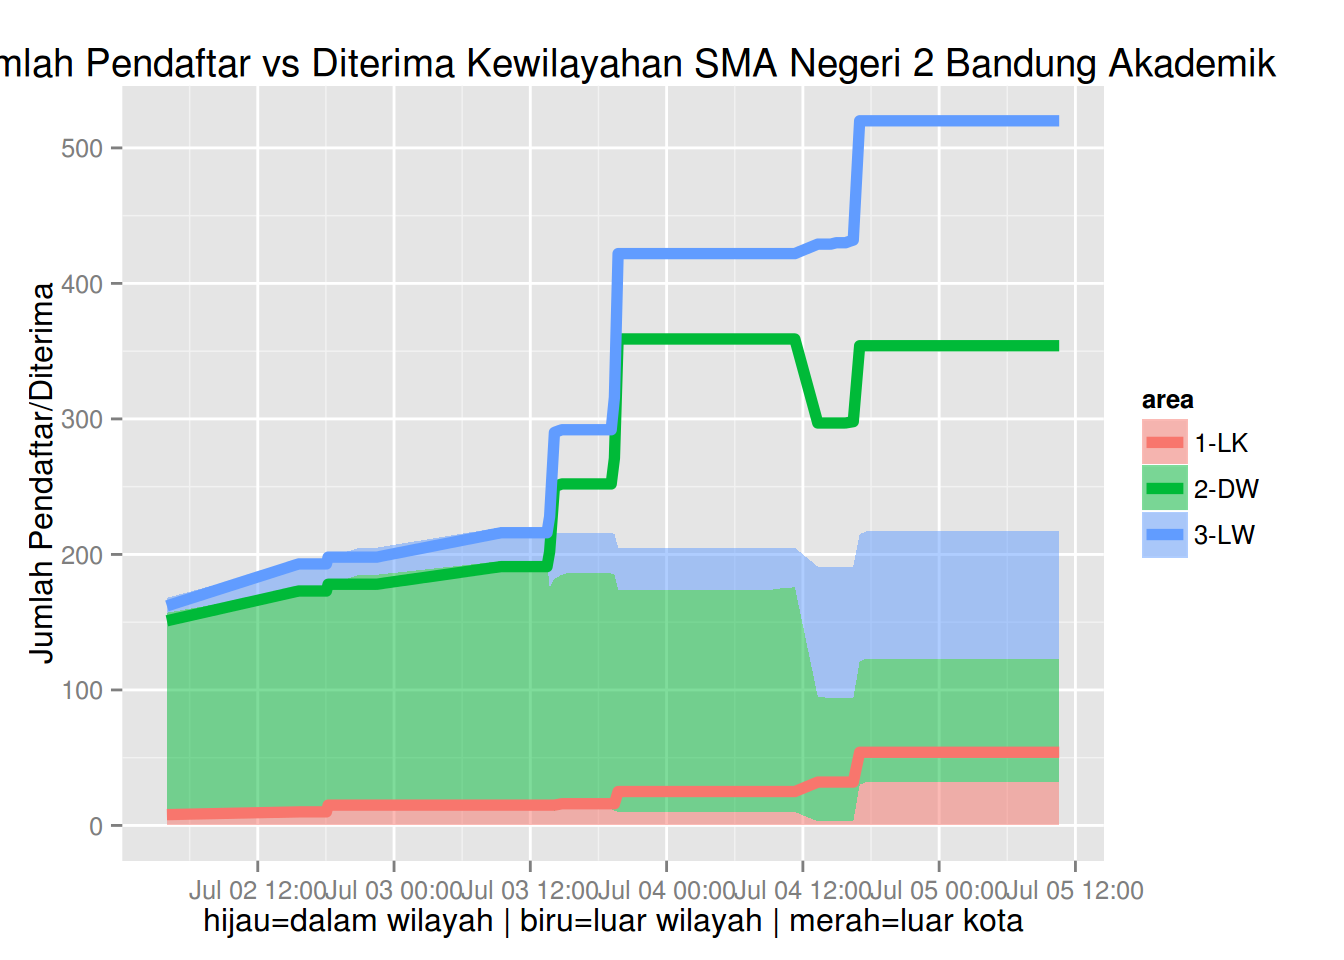 mlah Pendaftar vs Diterima Kewilayahan SMA Negeri 2 Bandung Akademik
Jumlah Pendaftar/Diterima
500
400
300
200
100
0
Jul 02 12:00 Jul 03 00:00 Jul 03 12:00 Jul 04 00:00 Jul 04 12:00 Jul 05 00:00 Jul 05 12:00
hijau=dalam wilayah | biru=luar wilayah | merah=luar kota
area
1-LK
2-DW
3-LW